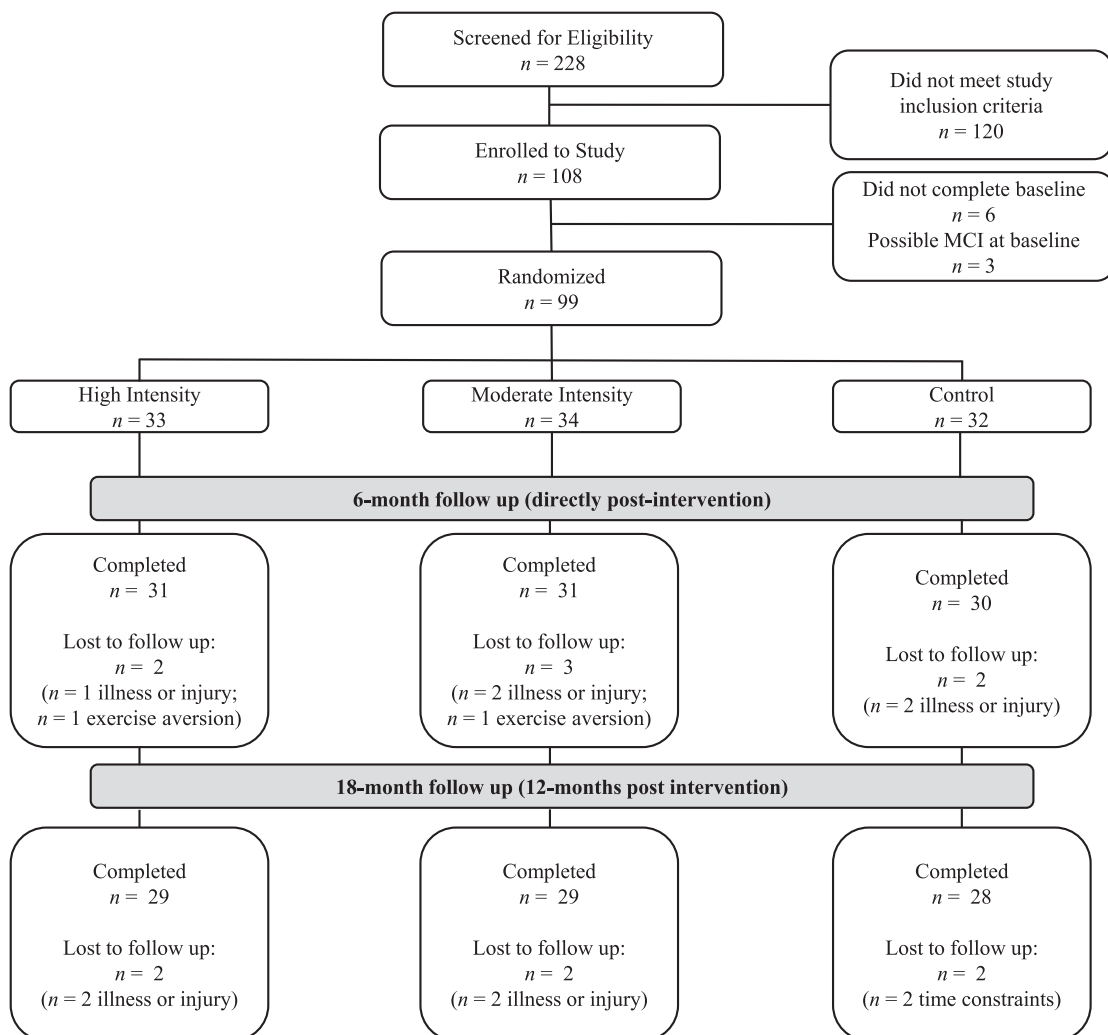 Screened for Eligibility
n = 228
Did not meet study
inclusion criteria
n = 120
Enrolled to Study
n = 108
Did not complete baseline
n = 6
Possible MCI at baseline
n = 3
Randomized
n = 99
High Intensity
n = 33
Moderate Intensity
n = 34
Control
n = 32
6-month follow up (directly post-intervention)
Completed
n = 31
Lost to follow up:
n = 2
(n = 1 illness or injury;
n = 1 exercise aversion)
Completed
n = 31
Lost to follow up:
n = 3
(n = 2 illness or injury;
n = 1 exercise aversion)
Completed
n = 30
Lost to follow up:
n = 2
(n = 2 illness or injury)
18-month follow up (12-months post intervention)
Completed
n = 29
Lost to follow up:
n = 2
(n = 2 illness or injury)
Completed
n = 29
Lost to follow up:
n = 2
(n = 2 illness or injury)
Completed
n = 28
Lost to follow up:
n = 2
(n = 2 time constraints)